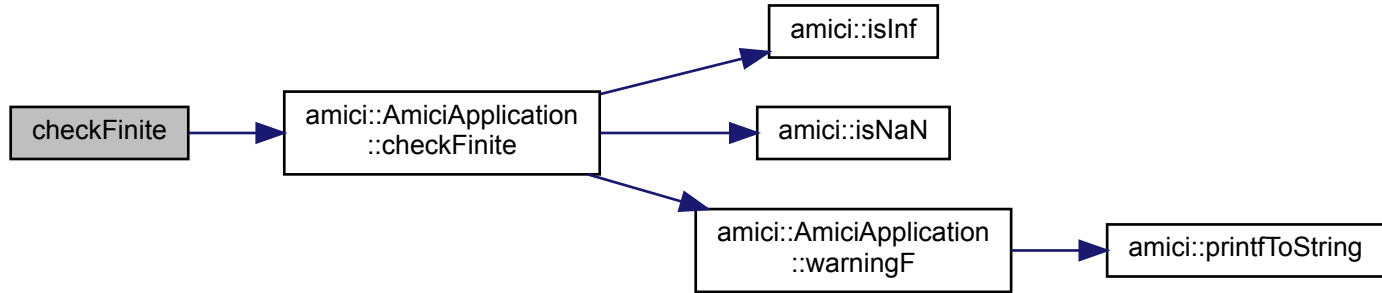 checkFinite
amici::AmiciApplication
::checkFinite
amici::isInf
amici::isNaN
amici::AmiciApplication
::warningF
amici::printfToString